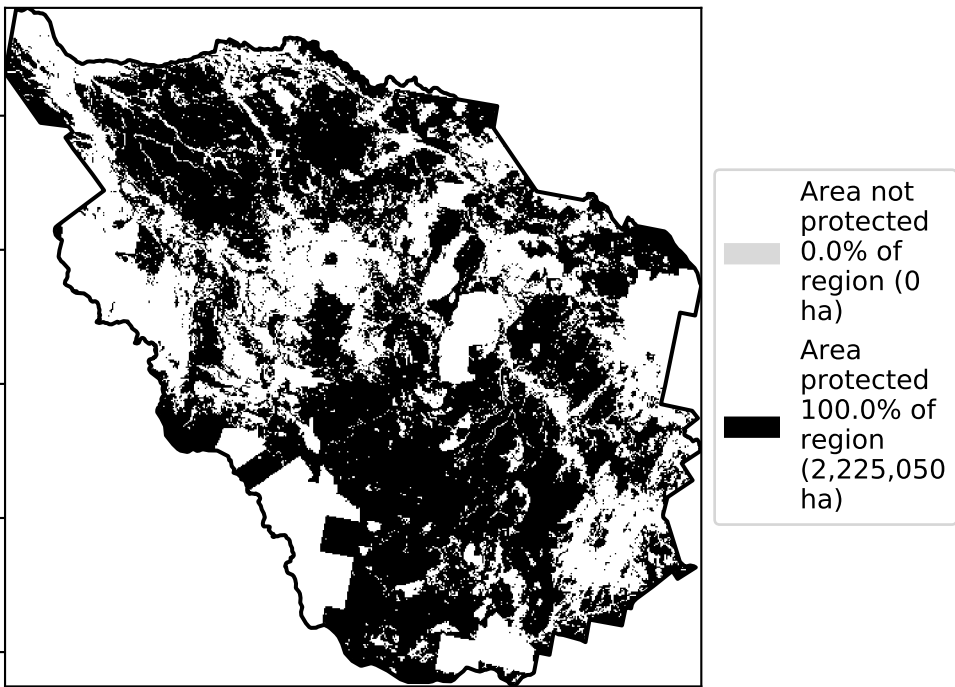 Area not
protected
0.0% of
region (0
ha)
Area
protected
100.0% of
region
(2,225,050
ha)